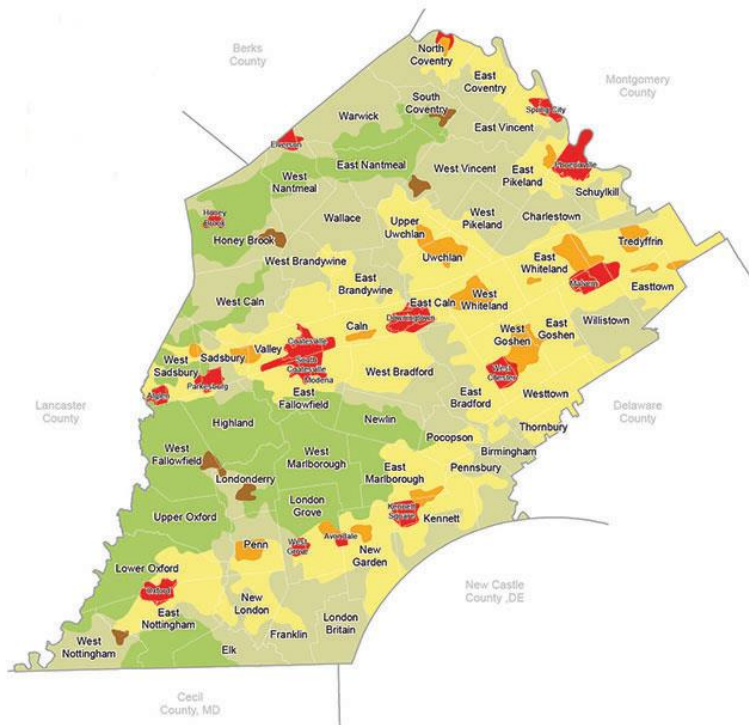 Berks
County
North
Coventry
East
Coventry
Montgomery
County
South
Coventry
Spring City
Warwick
East Vincent
Elverson
East Nantmeal
West Vincent
East
Pikeland
Phoenixville
West
Nantmeal
Schuylkill
Honey
Brook
Wallace
Upper
Uwchlan
West
Pikeland
Charlestown
Tredyffrin
Honey Brook
Uwchlan
East
Whiteland
West Brandywine
East
Brandywine
Malvern
Easttown
West Caln
East Caln
West
Whiteland
Downingtown
Willistown
Caln
West
Goshen
East
Goshen
Valley
Coatesville
Sadsbury
West
Sadsbury
South
Coatesville
Modena
West
Chester
Parkesburg
West Bradford
Atglen
East
Fallowfield
East
Bradford
Westtown
Lancaster
County
Delaware
County
Highland
Newlin
Thornbury
Pocopson
Birmingham
West
Fallowfield
West
Marlborough
East
Marlborough
Pennsbury
Londonderry
London
Grove
Upper Oxford
Kennett
Square
Kennett
Penn
West
Grove
Avondale
New
Garden
Lower Oxford
Oxford
New Castle
County ,DE
East
Nottingham
New
London
London
Britain
West
Nottingham
Franklin
Elk
Cecil
County, MD